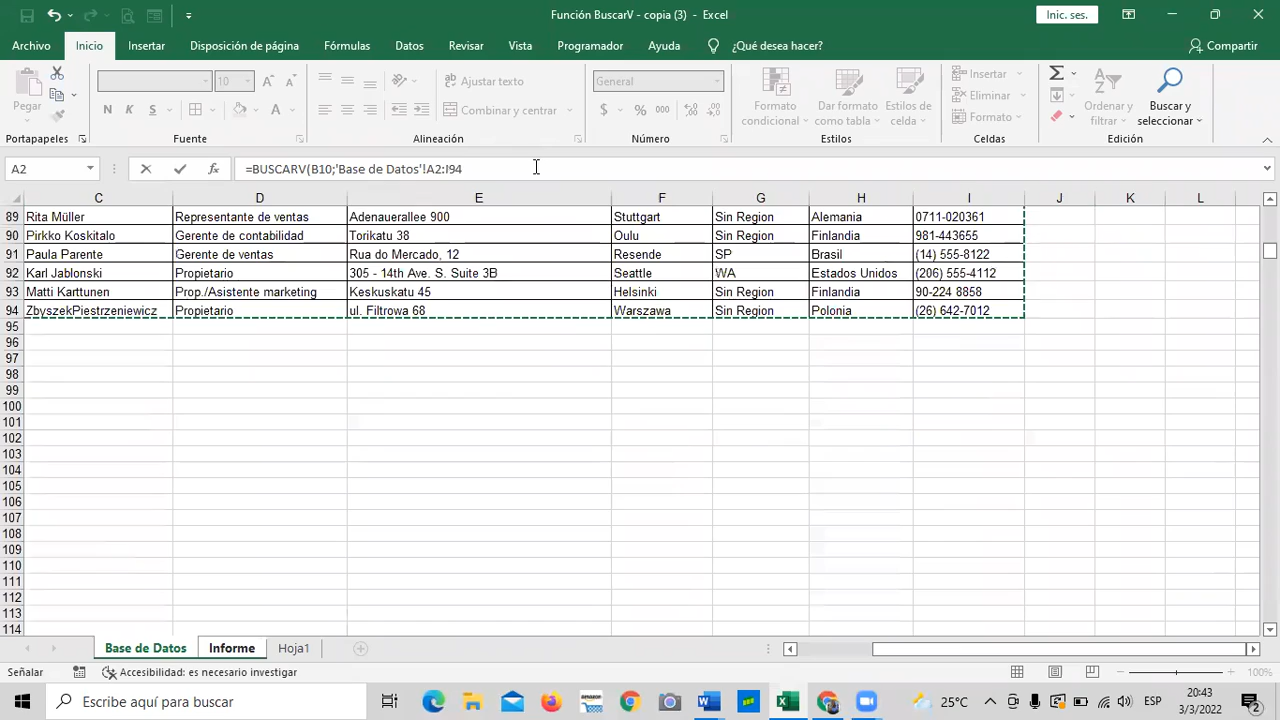 Función BuscarV - copia (3) - Excel
Inic. ses.
Archivo Inicio Insertar Disposición de página Fórmulas Datos Revisar Vista Programador Ayuda ¿Qué desea hacer? Compartir
Pegar
10
N K S
A A
Ajustar texto
Combinar y centrar
General
$ % 000
Formato condicional
Dar formato como tabla
Estilos de celda
Insertar
Eliminar
Formato
Ordenar y filtrar
Buscar y seleccionar
Portapapeles Fuente Alineación Número Estilos Celdas Edición
A2 fx =BUSCARV(B10;'Base de Datos'!A2:I94
C D E F G H I J K L
89 Rita Müller Representante de ventas Adenauerallee 900 Stuttgart Sin Region Alemania 0711-020361
90 Pirkko Koskitalo Gerente de contabilidad Torikatu 38 Oulu Sin Region Finlandia 981-443655
91 Paula Parente Gerente de ventas Rua do Mercado, 12 Resende SP Brasil (14) 555-8122
92 Karl Jablonski Propietario 305 - 14th Ave. S. Suite 3B Seattle WA Estados Unidos (206) 555-4112
93 Matti Karttunen Prop./Asistente marketing Keskuskatu 45 Helsinki Sin Region Finlandia 90-224 8858
94 ZbyszekPiestrzeniewicz Propietario ul. Filtrowa 68 Warszawa Sin Region Polonia (26) 642-7012
95
96
97
98
99
100
101
102
103
104
105
106
107
108
109
110
111
112
113
114
Base de Datos Informe Hoja1
Señalar Accesibilidad: es necesario investigar 100%
Escribe aquí para buscar
25°C ESP
20:43
3/3/2022
2